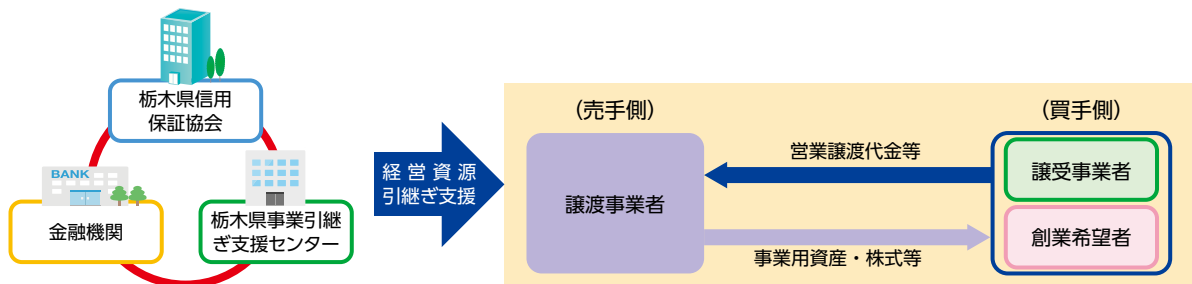 栃木県信用
保証協会
BANK
金融機関
栃木県事業引継
ぎ支援センター
経営資源
引継ぎ支援
(売手側)
譲渡事業者
営業譲渡代金等
事業用資産・株式等
(買手側)
譲受事業者
創業希望者